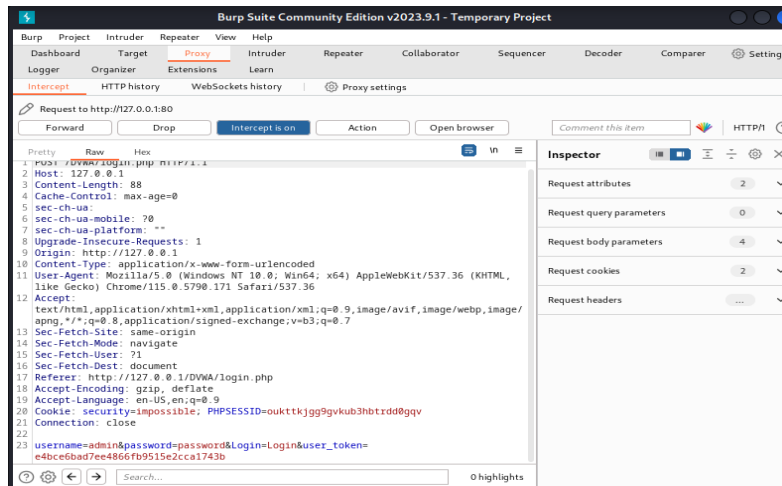 Burp Suite Community Edition v2023.9.1 - Temporary Project
Burp Project Intruder Repeater View Help
Dashboard Target Proxy Intruder Repeater Collaborator Sequencer Decoder Comparer Setting
Logger Organizer Extensions Learn
Intercept HTTP history WebSockets history Proxy settings
Request to http://127.0.0.1:80
Forward Drop Intercept is on Action Open browser Comment this item HTTP/1
Pretty Raw Hex \n
Inspector
1 POST /DVWA/login.php HTTP/1.1
2 Host: 127.0.0.1
3 Content-Length: 88
4 Cache-Control: max-age=0
5 sec-ch-ua:
6 sec-ch-ua-mobile: ?0
7 sec-ch-ua-platform: ""
8 Upgrade-Insecure-Requests: 1
9 Origin: http://127.0.0.1
10 Content-Type: application/x-www-form-urlencoded
11 User-Agent: Mozilla/5.0 (Windows NT 10.0; Win64; x64) AppleWebKit/537.36 (KHTML,
like Gecko) Chrome/115.0.5790.171 Safari/537.36
12 Accept:
text/html,application/xhtml+xml,application/xml;q=0.9,image/avif,image/webp,image/
apng,*/*;q=0.8,application/signed-exchange;v=b3;q=0.7
13 Sec-Fetch-Site: same-origin
14 Sec-Fetch-Mode: navigate
15 Sec-Fetch-User: ?1
16 Sec-Fetch-Dest: document
17 Referer: http://127.0.0.1/DVWA/login.php
18 Accept-Encoding: gzip, deflate
19 Accept-Language: en-US,en;q=0.9
20 Cookie: security=impossible; PHPSESSID=oukttkjgg9gvkub3hbtrdd0gqv
21 Connection: close
22
23 username=admin&password=password&Login=Login&user_token=
e4bce6bad7ee4866fb9515e2cca1743b
Request attributes 2
Request query parameters 0
Request body parameters 4
Request cookies 2
Request headers ...
Search... 0 highlights